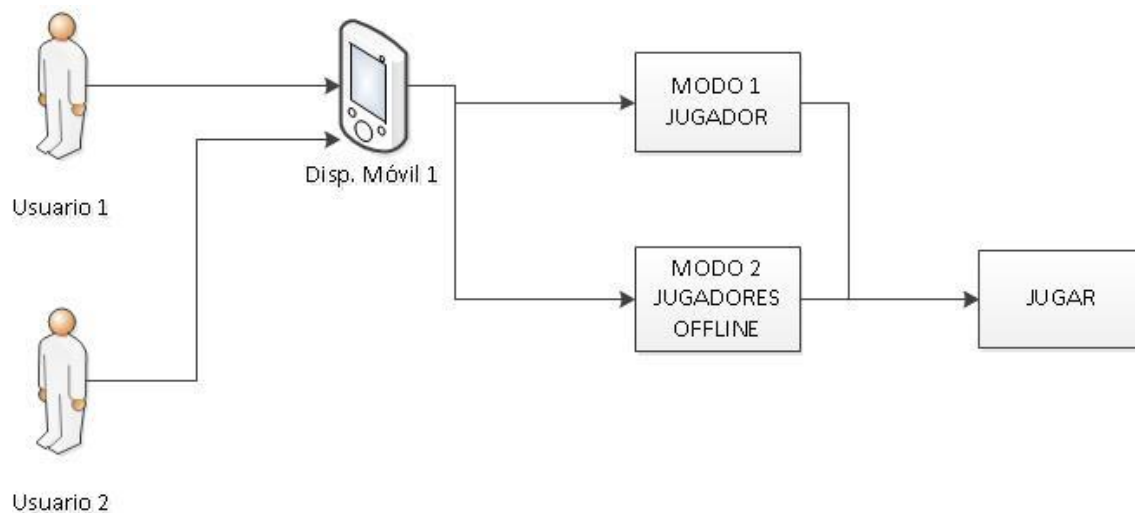 Usuario 1
Disp. Móvil 1
MODO 1
JUGADOR
MODO 2
JUGADORES
OFFLINE
JUGAR
Usuario 2